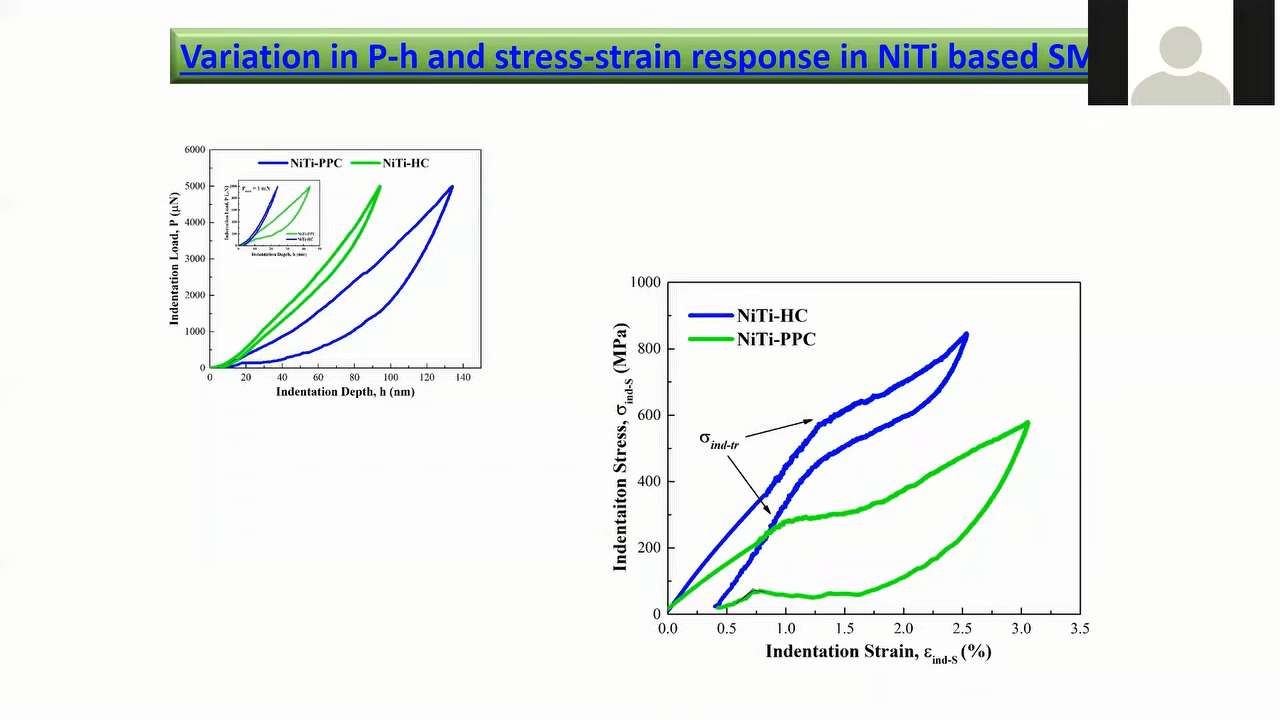 Variation in P-h and stress-strain response in NiTi based SM
6000
5000
4000
3000
2000
1000
0
Indentation Load, P (μN)
NiTi-PPC NiTi-HC
NiTi-PPC
NiTi-HC
Indentation Depth, h (nm)
0 20 40 60 80 100 120 140
Indentation Depth, h (nm)
1000
800
600
400
200
0
Indentaiton Stress, σind-S (MPa)
NiTi-HC
NiTi-PPC
σind-tr
0.0 0.5 1.0 1.5 2.0 2.5 3.0 3.5
Indentation Strain, εind-S (%)